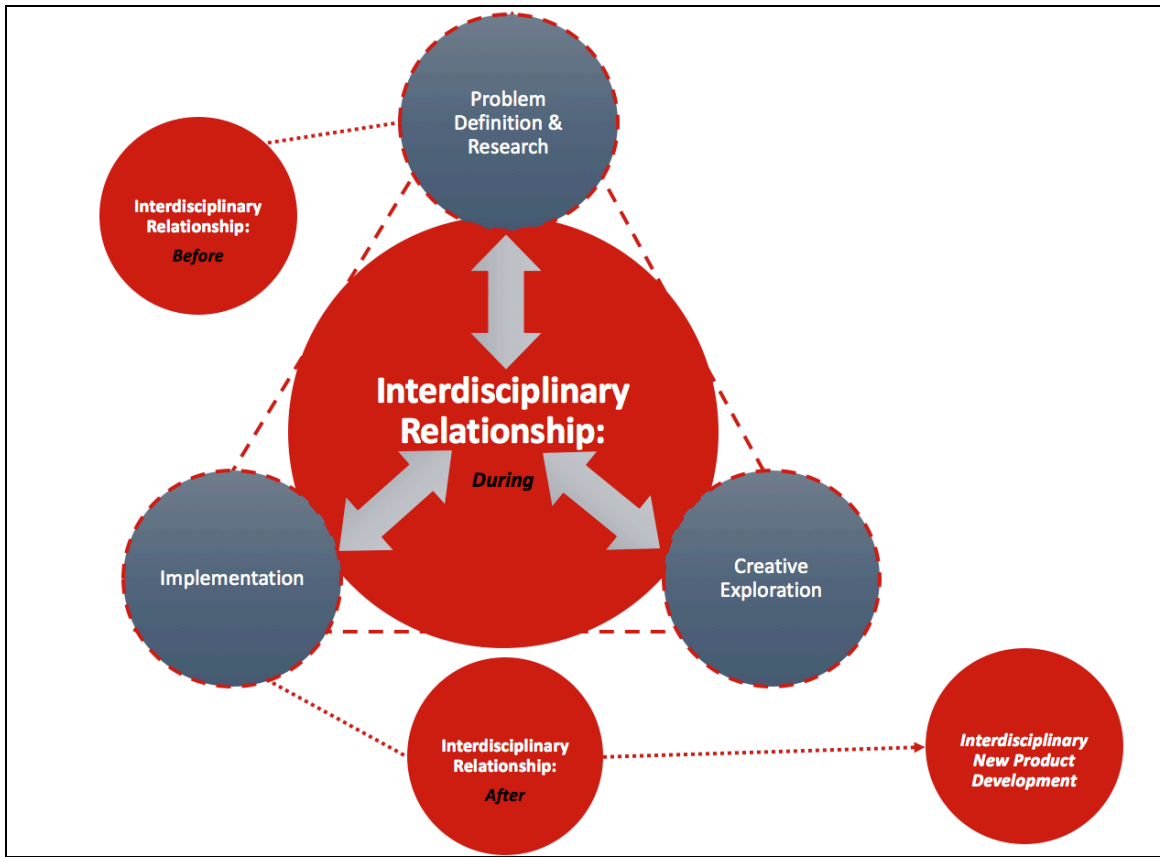 Problem
Definition &
Research
Interdisciplinary
Relationship:
Before
Interdisciplinary
Relationship:
During
Implementation
Creative
Exploration
Interdisciplinary
Relationship:
After
Interdisciplinary
New Product
Development